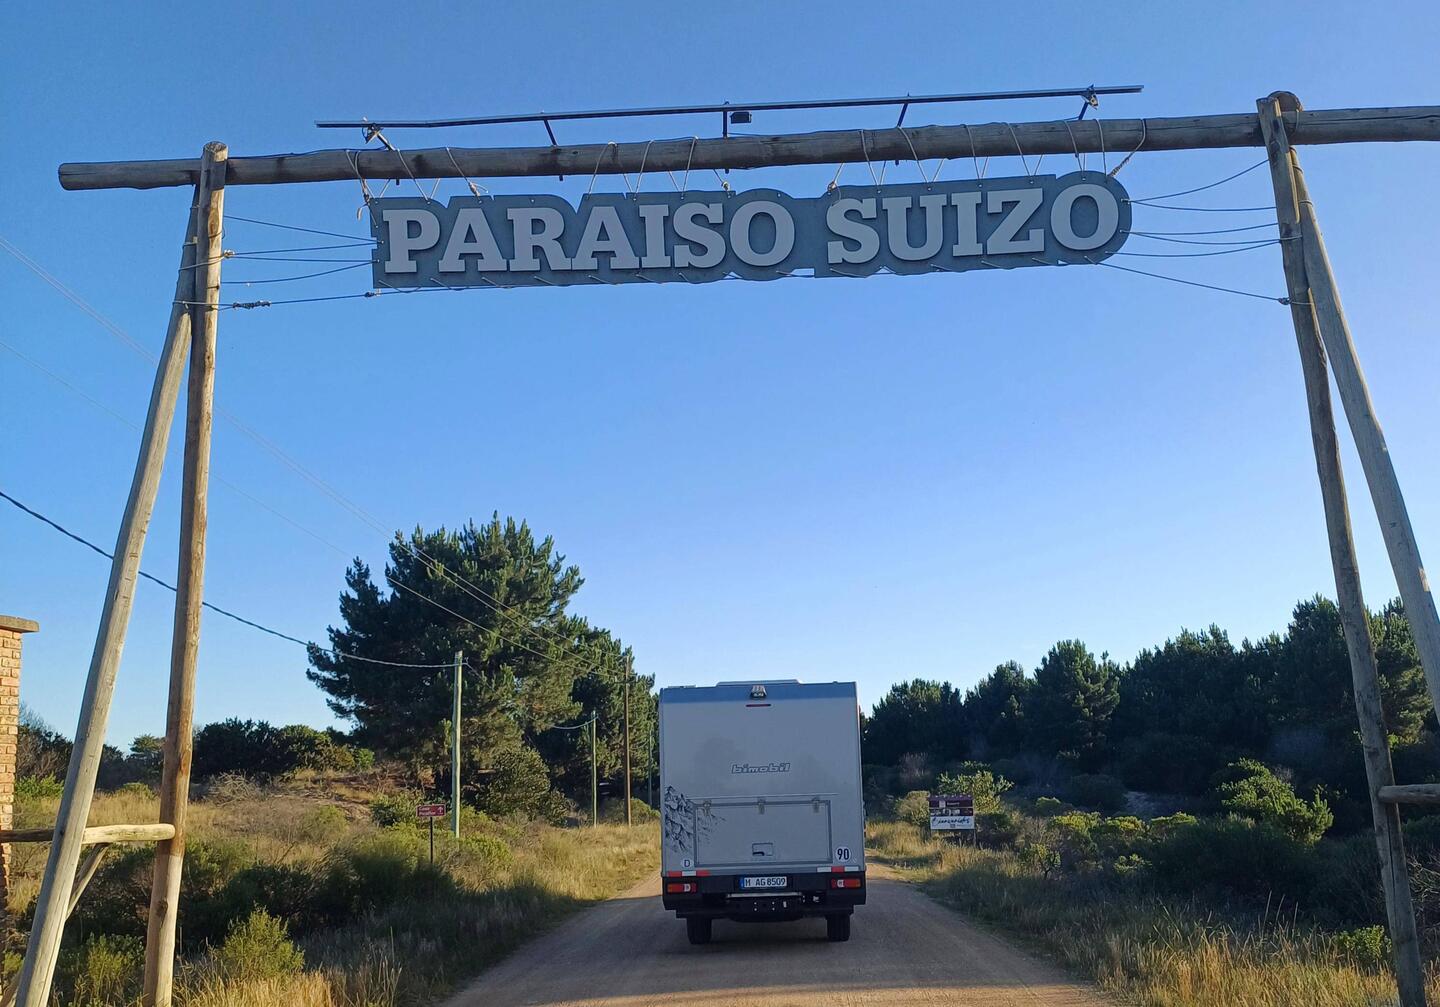 PARAISO SUIZO
bimobil
D
90
M AG 8509